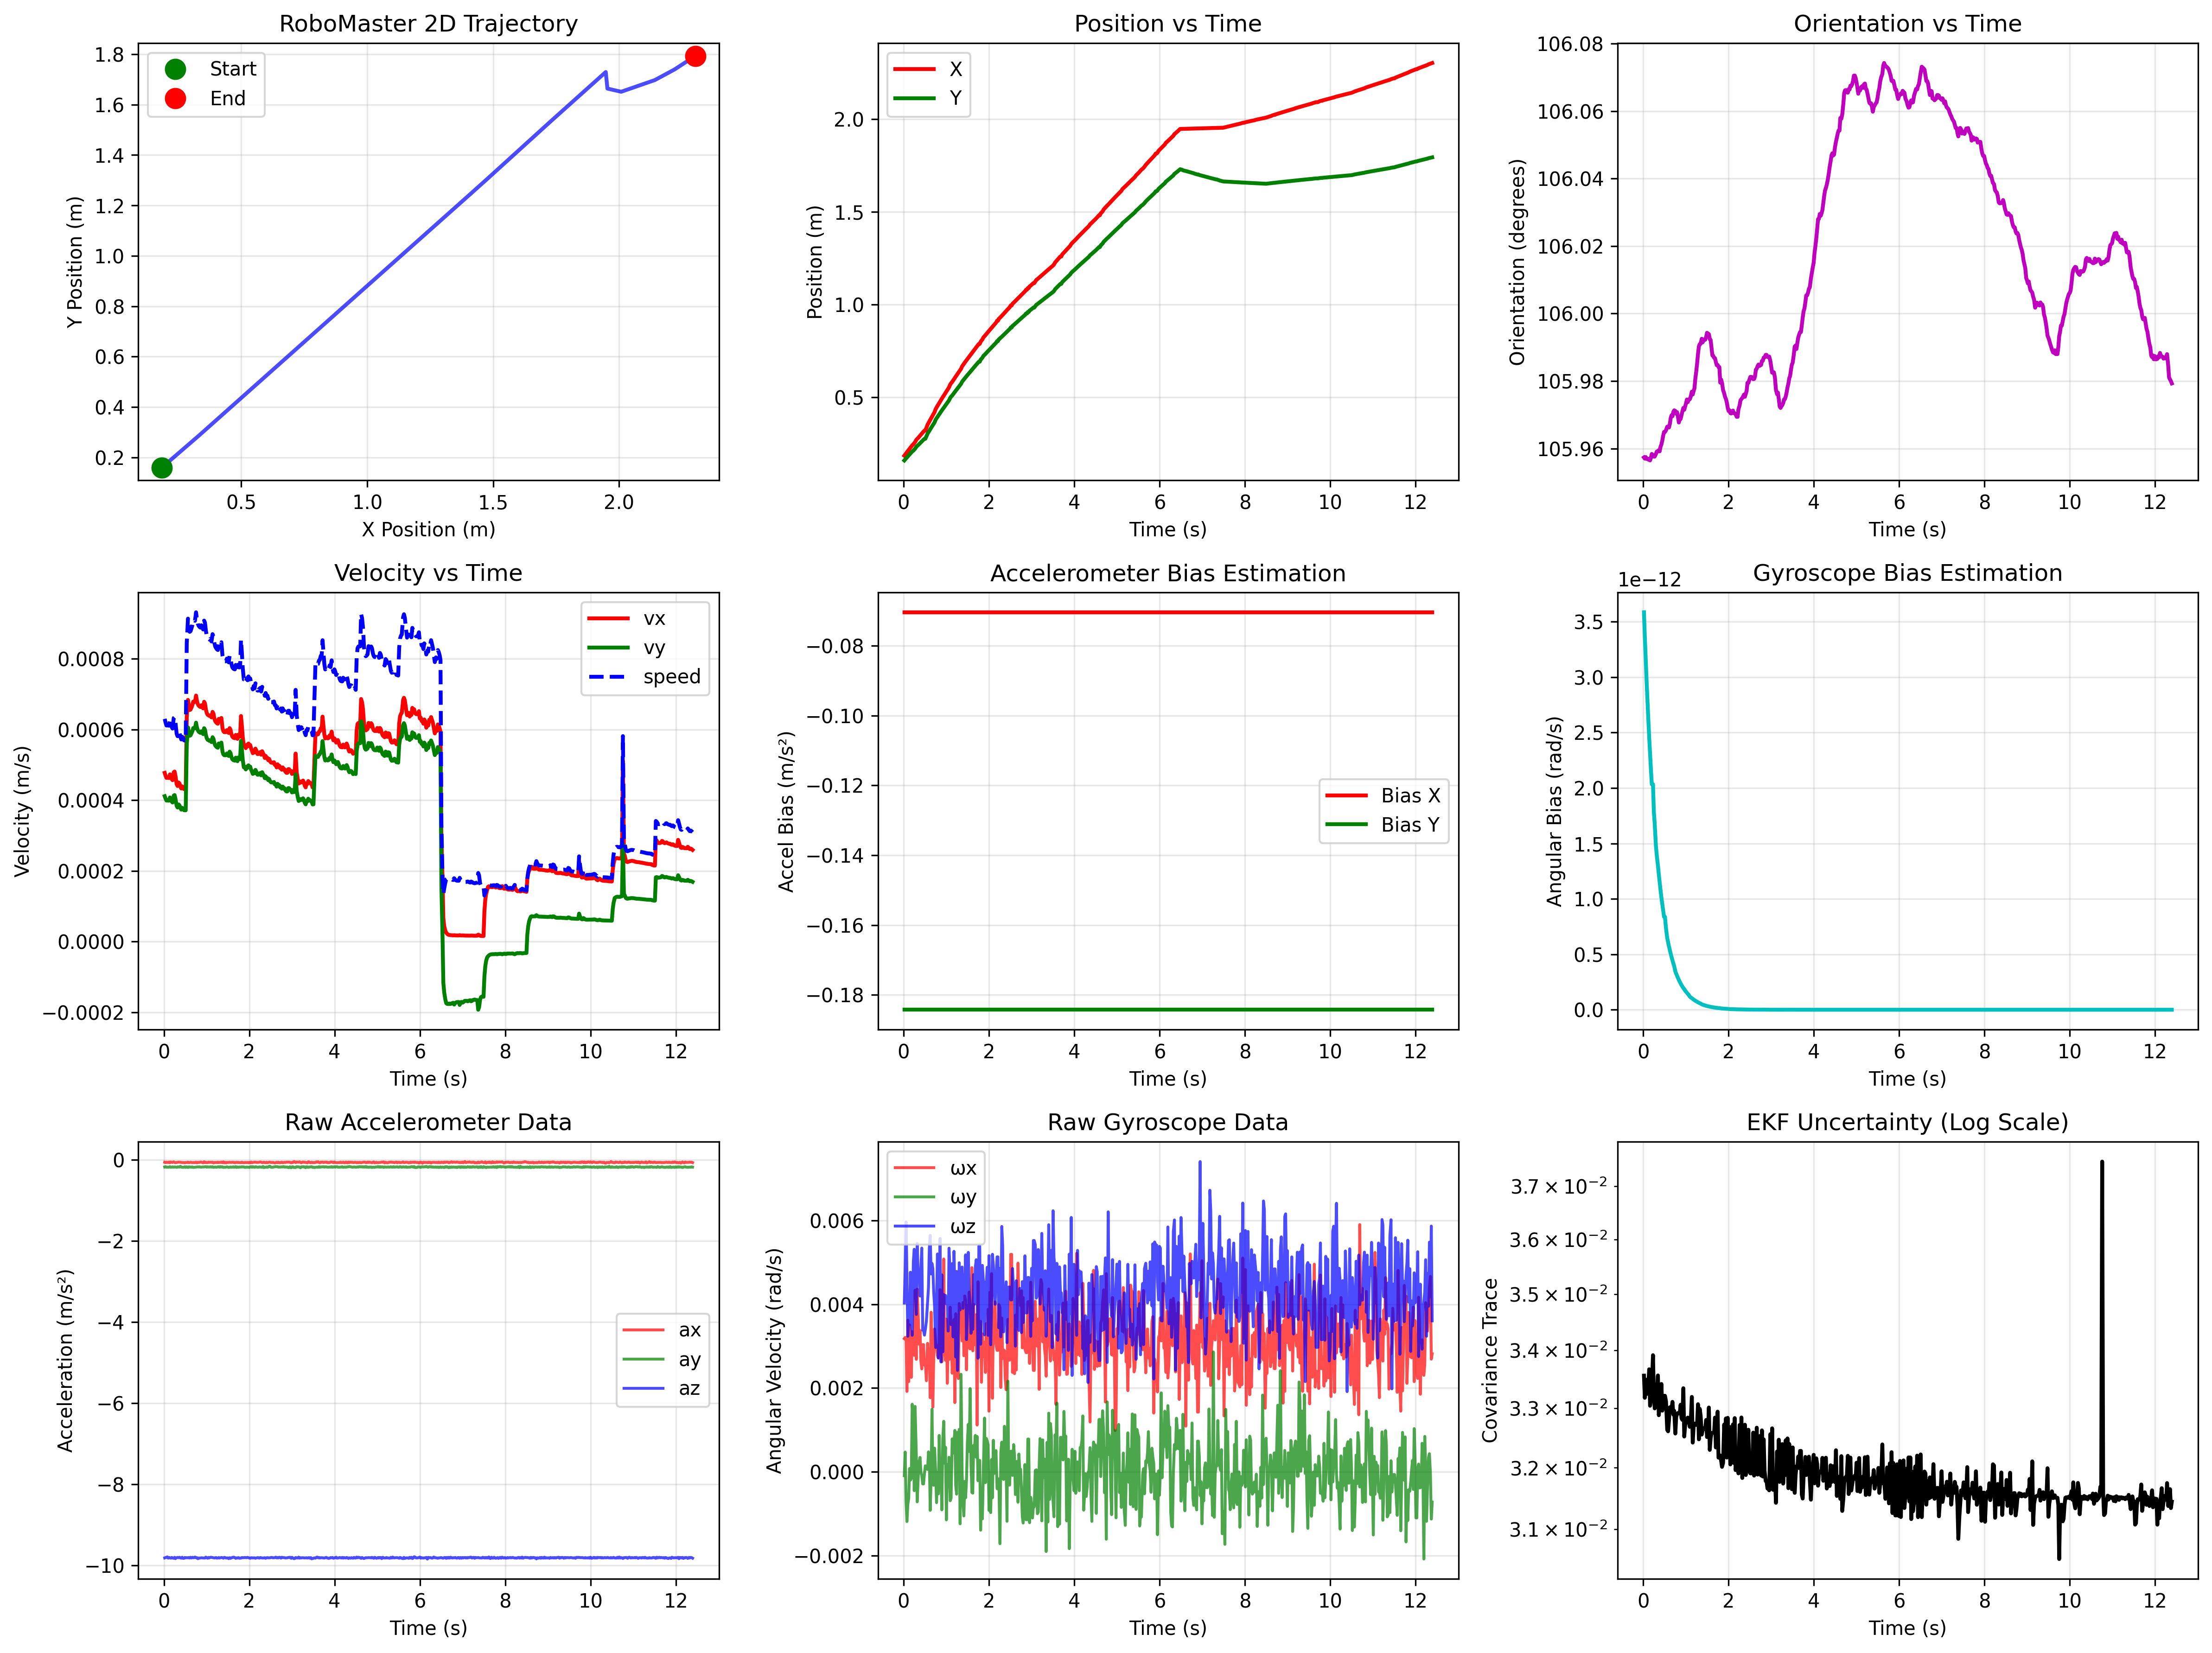 RoboMaster 2D Trajectory
Y Position (m)
1.8
1.6
1.4
1.2
1.0
0.8
0.6
0.4
0.2
Start
End
0.5 1.0 1.5 2.0
X Position (m)
Position vs Time
Position (m)
2.0
1.5
1.0
0.5
X
Y
0 2 4 6 8 10 12
Time (s)
Orientation vs Time
Orientation (degrees)
106.08
106.06
106.04
106.02
106.00
105.98
105.96
0 2 4 6 8 10 12
Time (s)
Velocity vs Time
Velocity (m/s)
0.0008
0.0006
0.0004
0.0002
0.0000
−0.0002
vx
vy
speed
0 2 4 6 8 10 12
Time (s)
Accelerometer Bias Estimation
Accel Bias (m/s²)
−0.08
−0.10
−0.12
−0.14
−0.16
−0.18
Bias X
Bias Y
0 2 4 6 8 10 12
Time (s)
Gyroscope Bias Estimation
1e−12
Angular Bias (rad/s)
3.5
3.0
2.5
2.0
1.5
1.0
0.5
0.0
0 2 4 6 8 10 12
Time (s)
Raw Accelerometer Data
Acceleration (m/s²)
0
−2
−4
−6
−8
−10
ax
ay
az
0 2 4 6 8 10 12
Time (s)
Raw Gyroscope Data
Angular Velocity (rad/s)
0.006
0.004
0.002
0.000
−0.002
ωx
ωy
ωz
0 2 4 6 8 10 12
Time (s)
EKF Uncertainty (Log Scale)
Covariance Trace
3.7 × 10⁻²
3.6 × 10⁻²
3.5 × 10⁻²
3.4 × 10⁻²
3.3 × 10⁻²
3.2 × 10⁻²
3.1 × 10⁻²
0 2 4 6 8 10 12
Time (s)